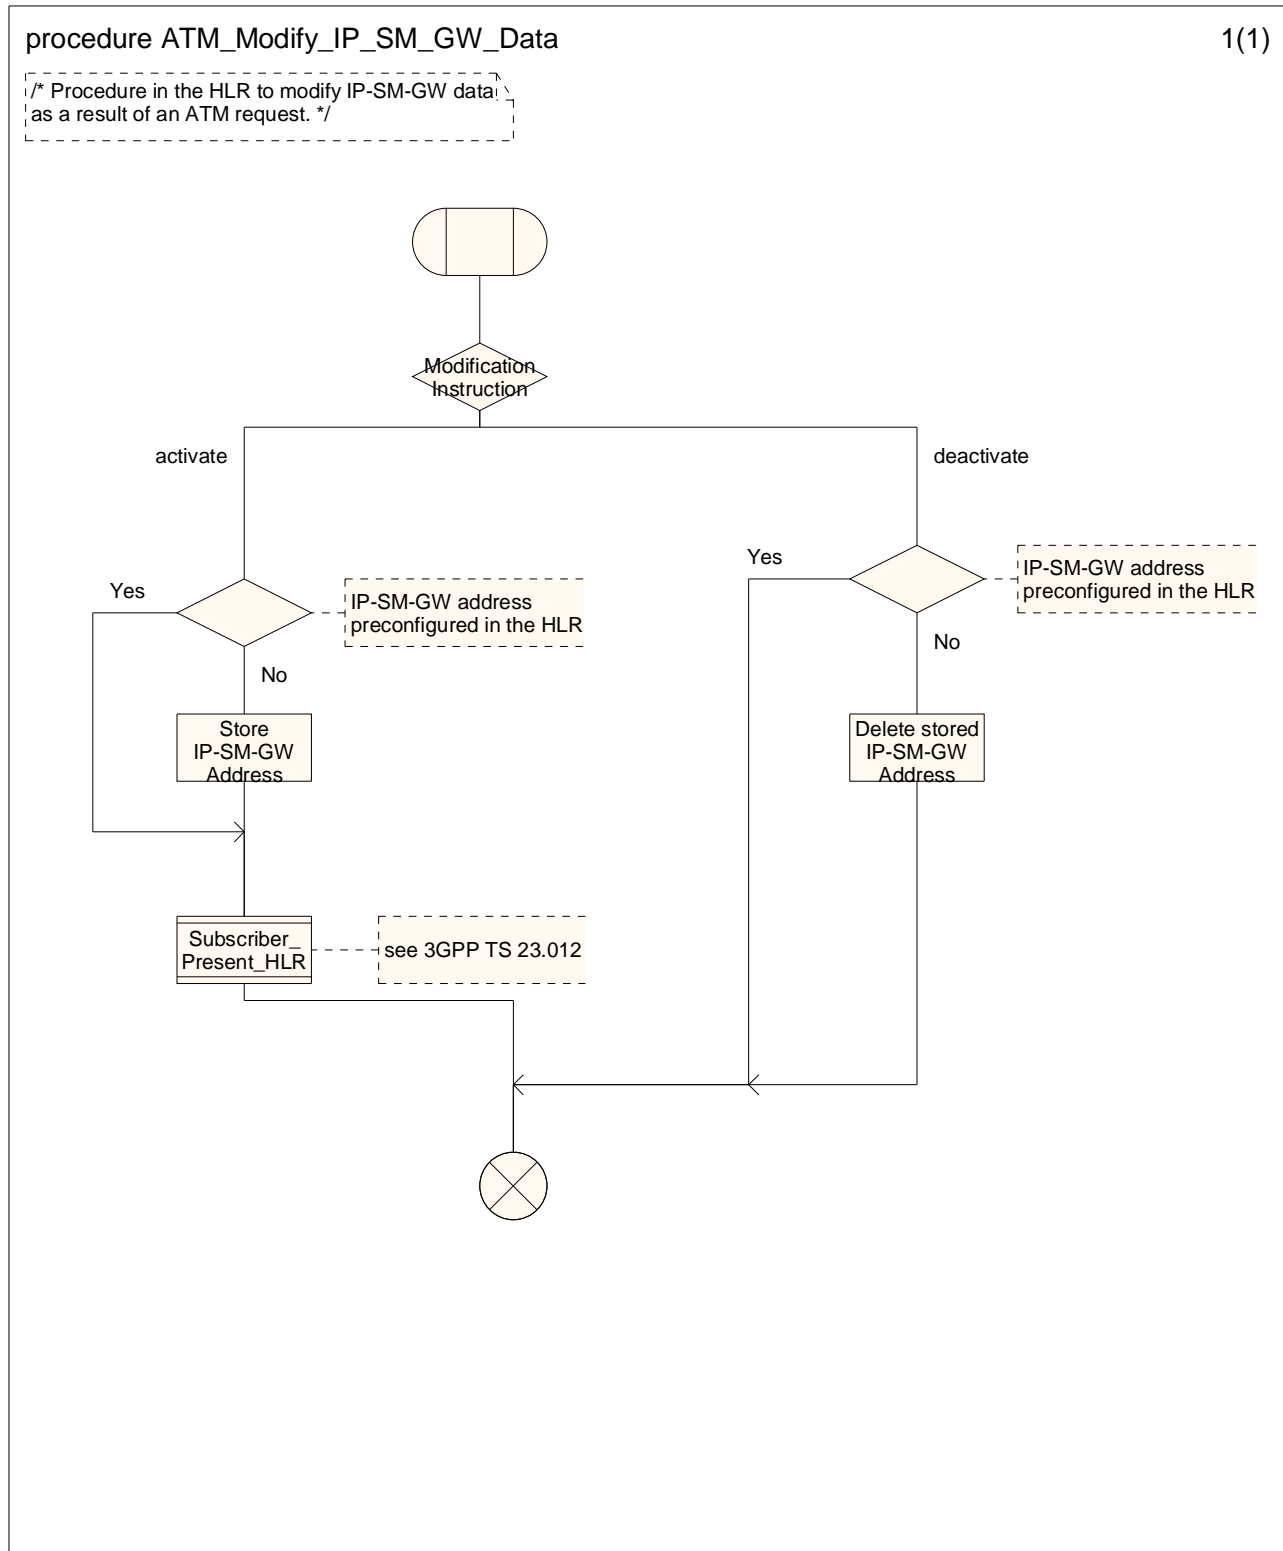 procedure ATM_Modify_IP_SM_GW_Data
1(1)
/* Procedure in the HLR to modify IP-SM-GW data
as a result of an ATM request. */
Modification
Instruction
activate
deactivate
Yes
IP-SM-GW address
preconfigured in the HLR
No
Yes
IP-SM-GW address
preconfigured in the HLR
No
Store
IP-SM-GW
Address
Delete stored
IP-SM-GW
Address
Subscriber_
Present_HLR
see 3GPP TS 23.012